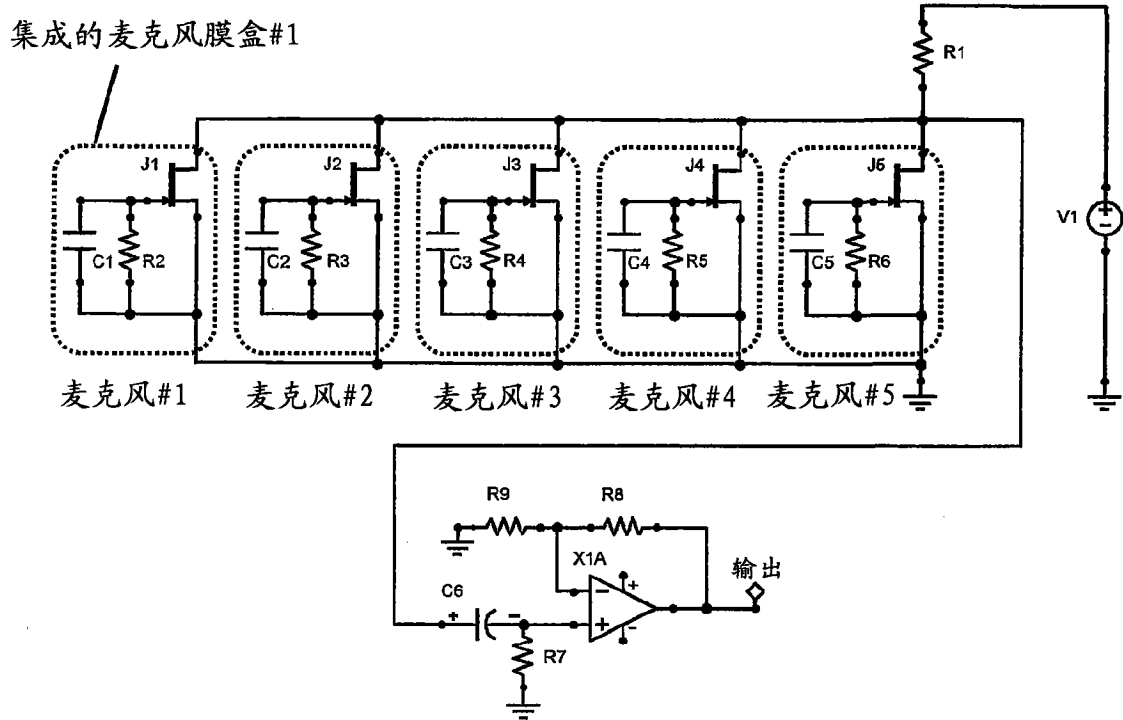 集成的麦克风膜盒#1
R1
J1
J2
J3
J4
J5
V1
+
-
C1
R2
C2
R3
C3
R4
C4
R5
C5
R6
麦克风#1
麦克风#2
麦克风#3
麦克风#4
麦克风#5
R9
R8
X1A
输出
C6
+
-
-
+
+
-
R7